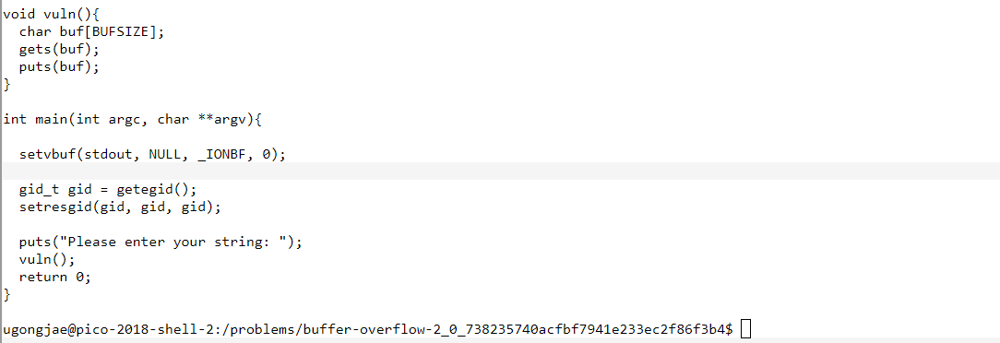 void vuln(){
  char buf[BUFSIZE];
  gets(buf);
  puts(buf);
}
int main(int argc, char **argv){
  setvbuf(stdout, NULL, _IONBF, 0);
  gid_t gid = getegid();
  setresgid(gid, gid, gid);
  puts("Please enter your string: ");
  vuln();
  return 0;
}
ugongjae@pico-2018-shell-2:/problems/buffer-overflow-2_0_738235740acfbf7941e233ec2f86f3b4$